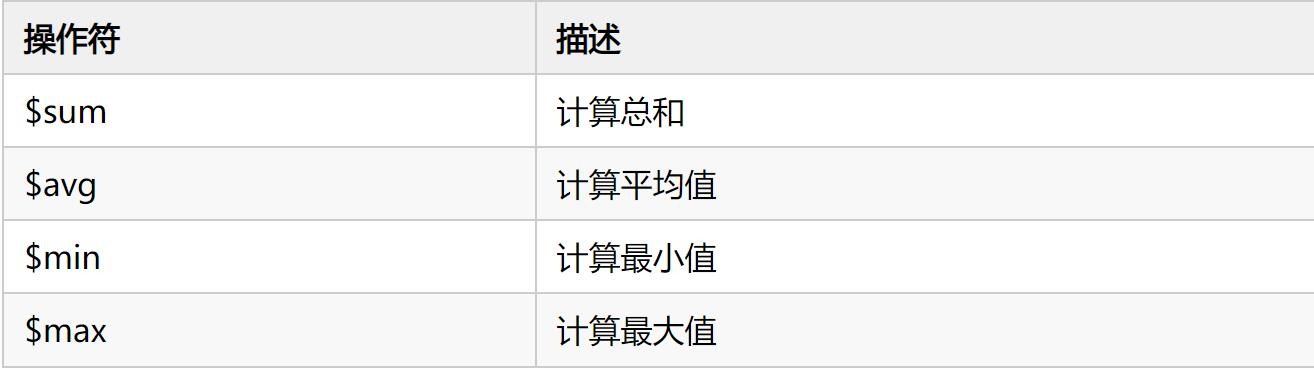 操作符 描述
$sum 计算总和
$avg 计算平均值
$min 计算最小值
$max 计算最大值